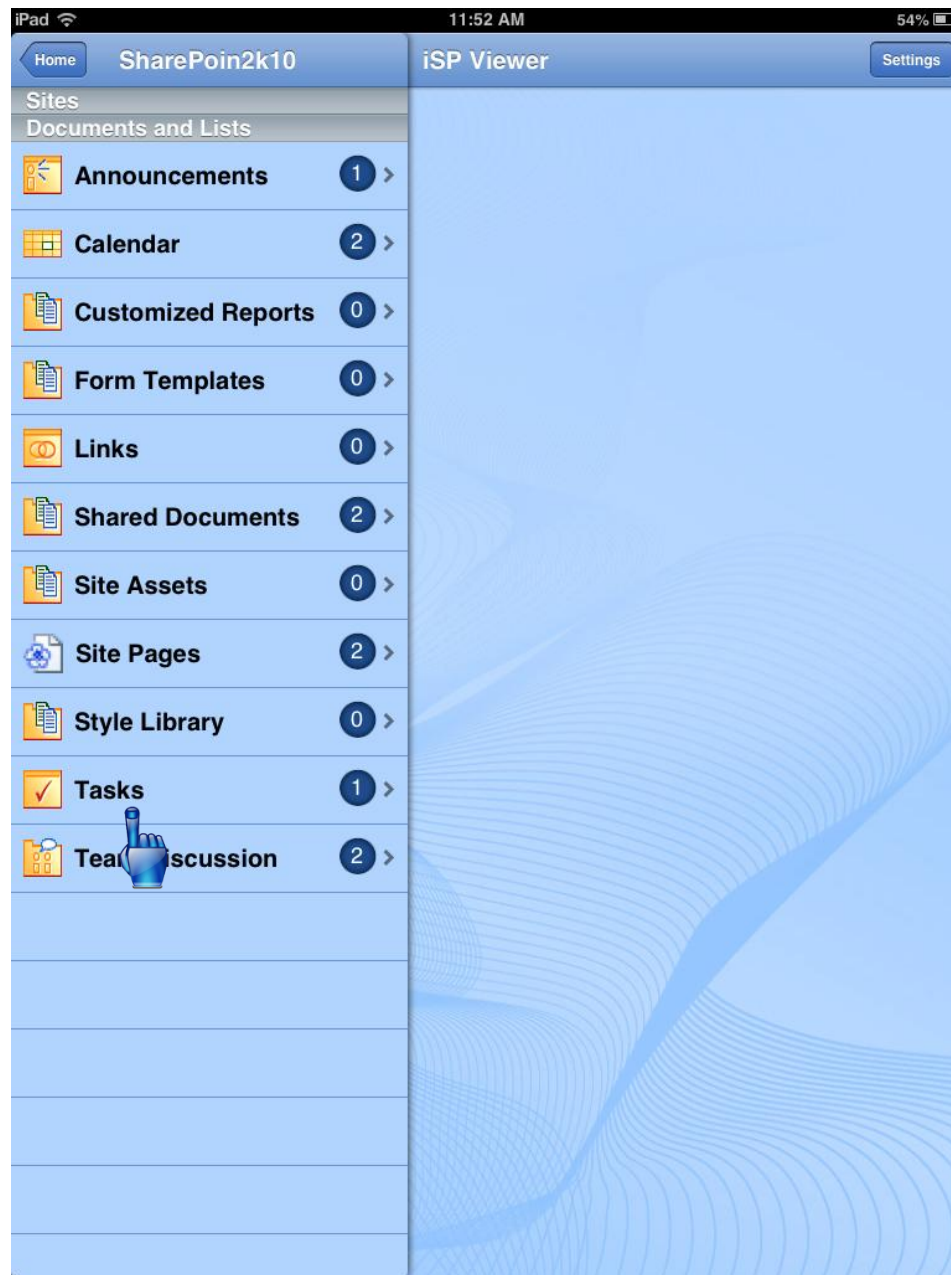 iPad 11:52 AM 54%
Home SharePoin2k10 iSP Viewer Settings
Sites
Documents and Lists
Announcements 1
Calendar 2
Customized Reports 0
Form Templates 0
Links 0
Shared Documents 2
Site Assets 0
Site Pages 2
Style Library 0
Tasks 1
2